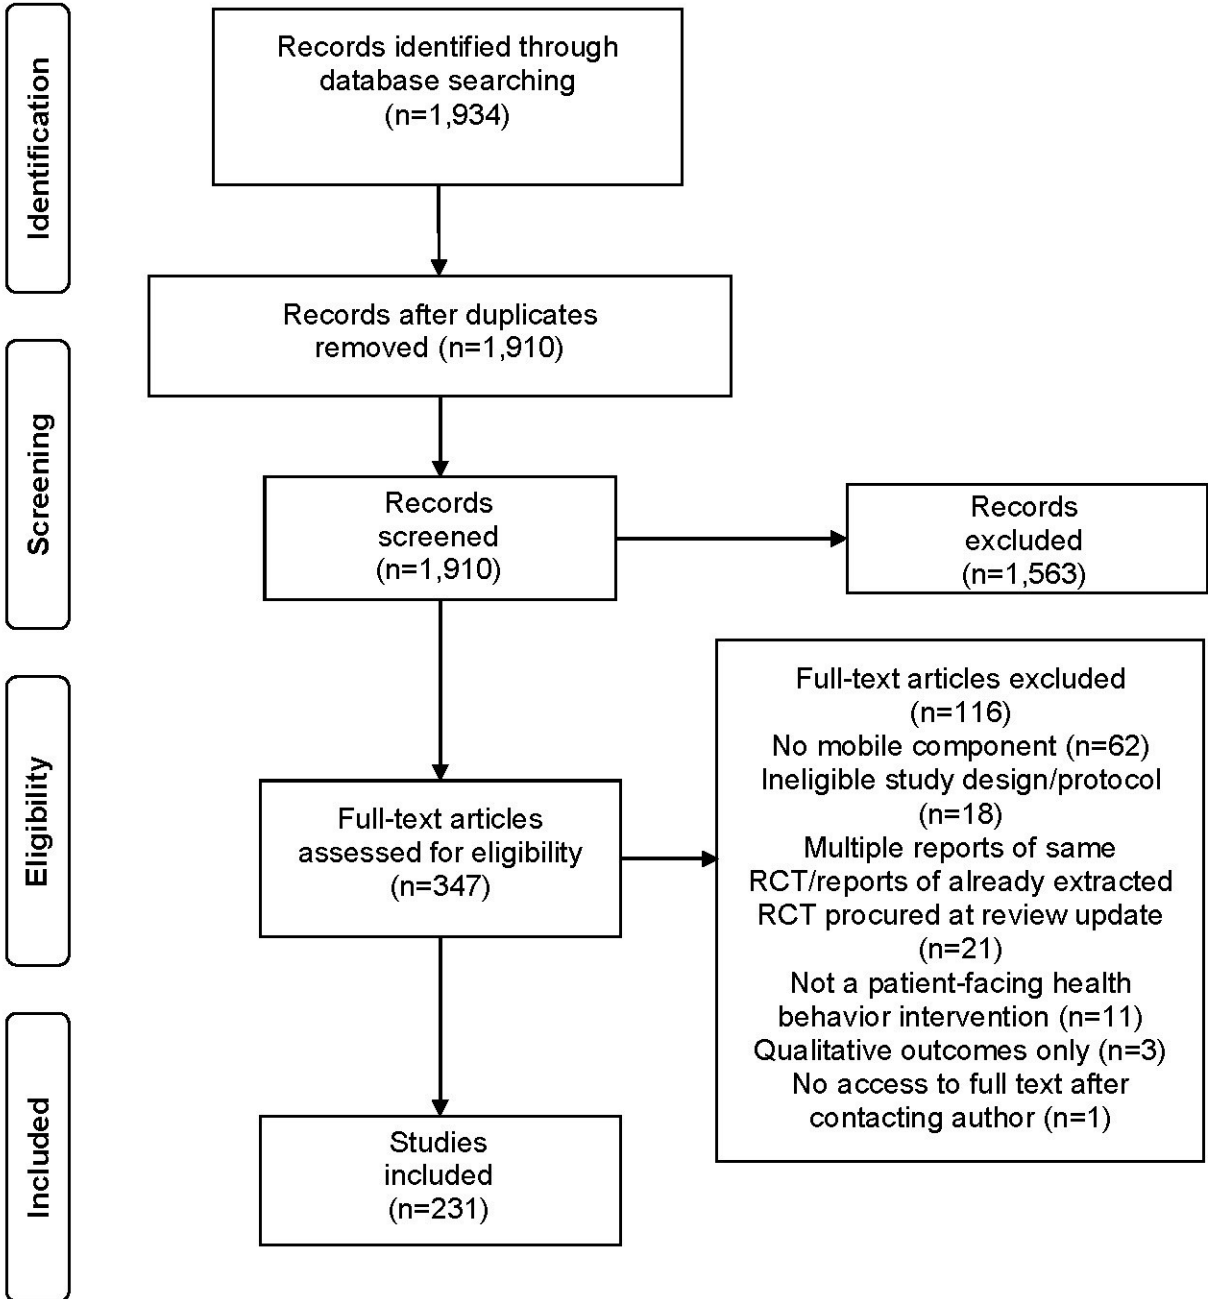 Identification
Records identified through
database searching
(n=1,934)
Records after duplicates
removed (n=1,910)
Screening
Records
screened
(n=1,910)
Records
excluded
(n=1,563)
Eligibility
Full-text articles
assessed for eligibility
(n=347)
Full-text articles excluded
(n=116)
No mobile component (n=62)
Ineligible study design/protocol
(n=18)
Multiple reports of same
RCT/reports of already extracted
RCT procured at review update
(n=21)
Not a patient-facing health
behavior intervention (n=11)
Qualitative outcomes only (n=3)
No access to full text after
contacting author (n=1)
Included
Studies
included
(n=231)